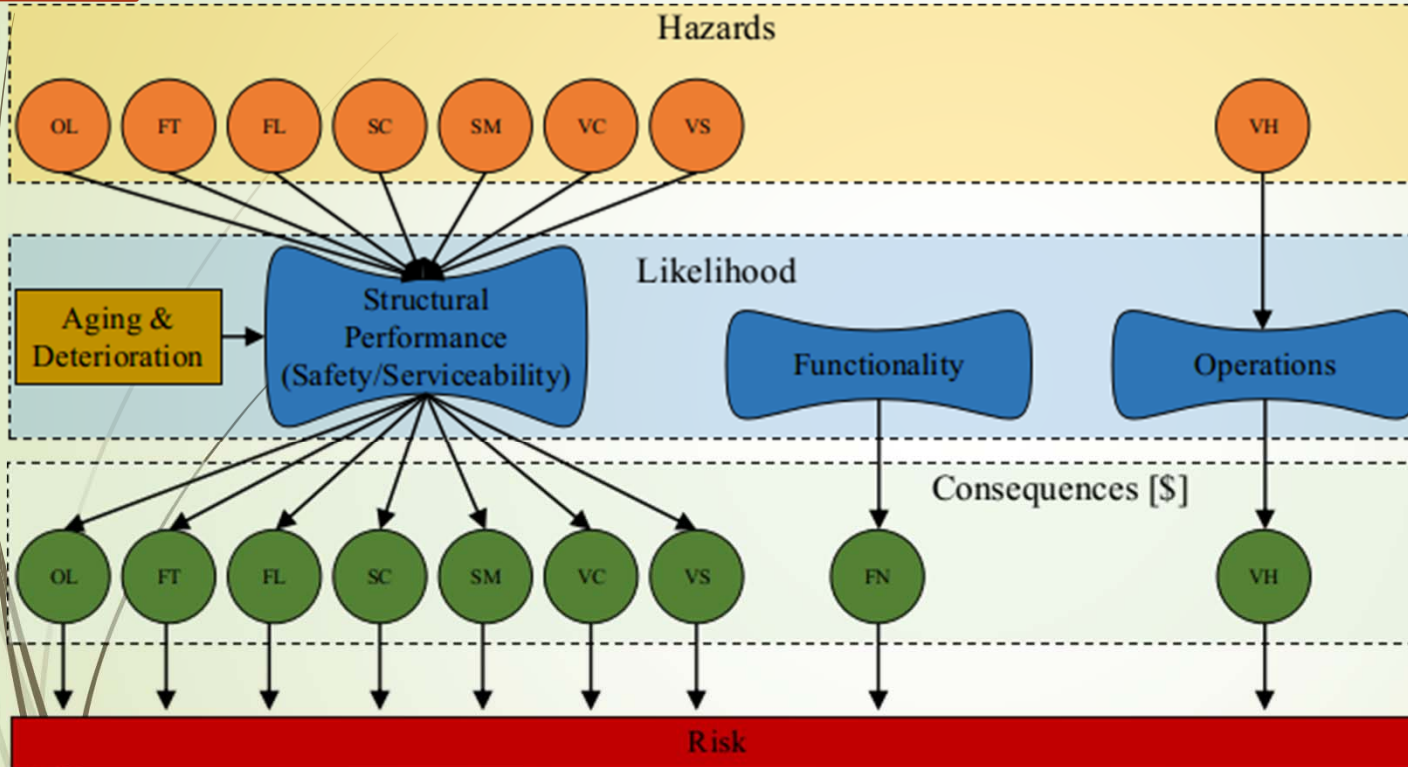 Hazards
OL FT FL SC SM VC VS VH
Likelihood
Aging &
Deterioration
Structural
Performance
(Safety/Serviceability)
Functionality
Operations
Consequences [$]
OL FT FL SC SM VC VS FN VH
Risk